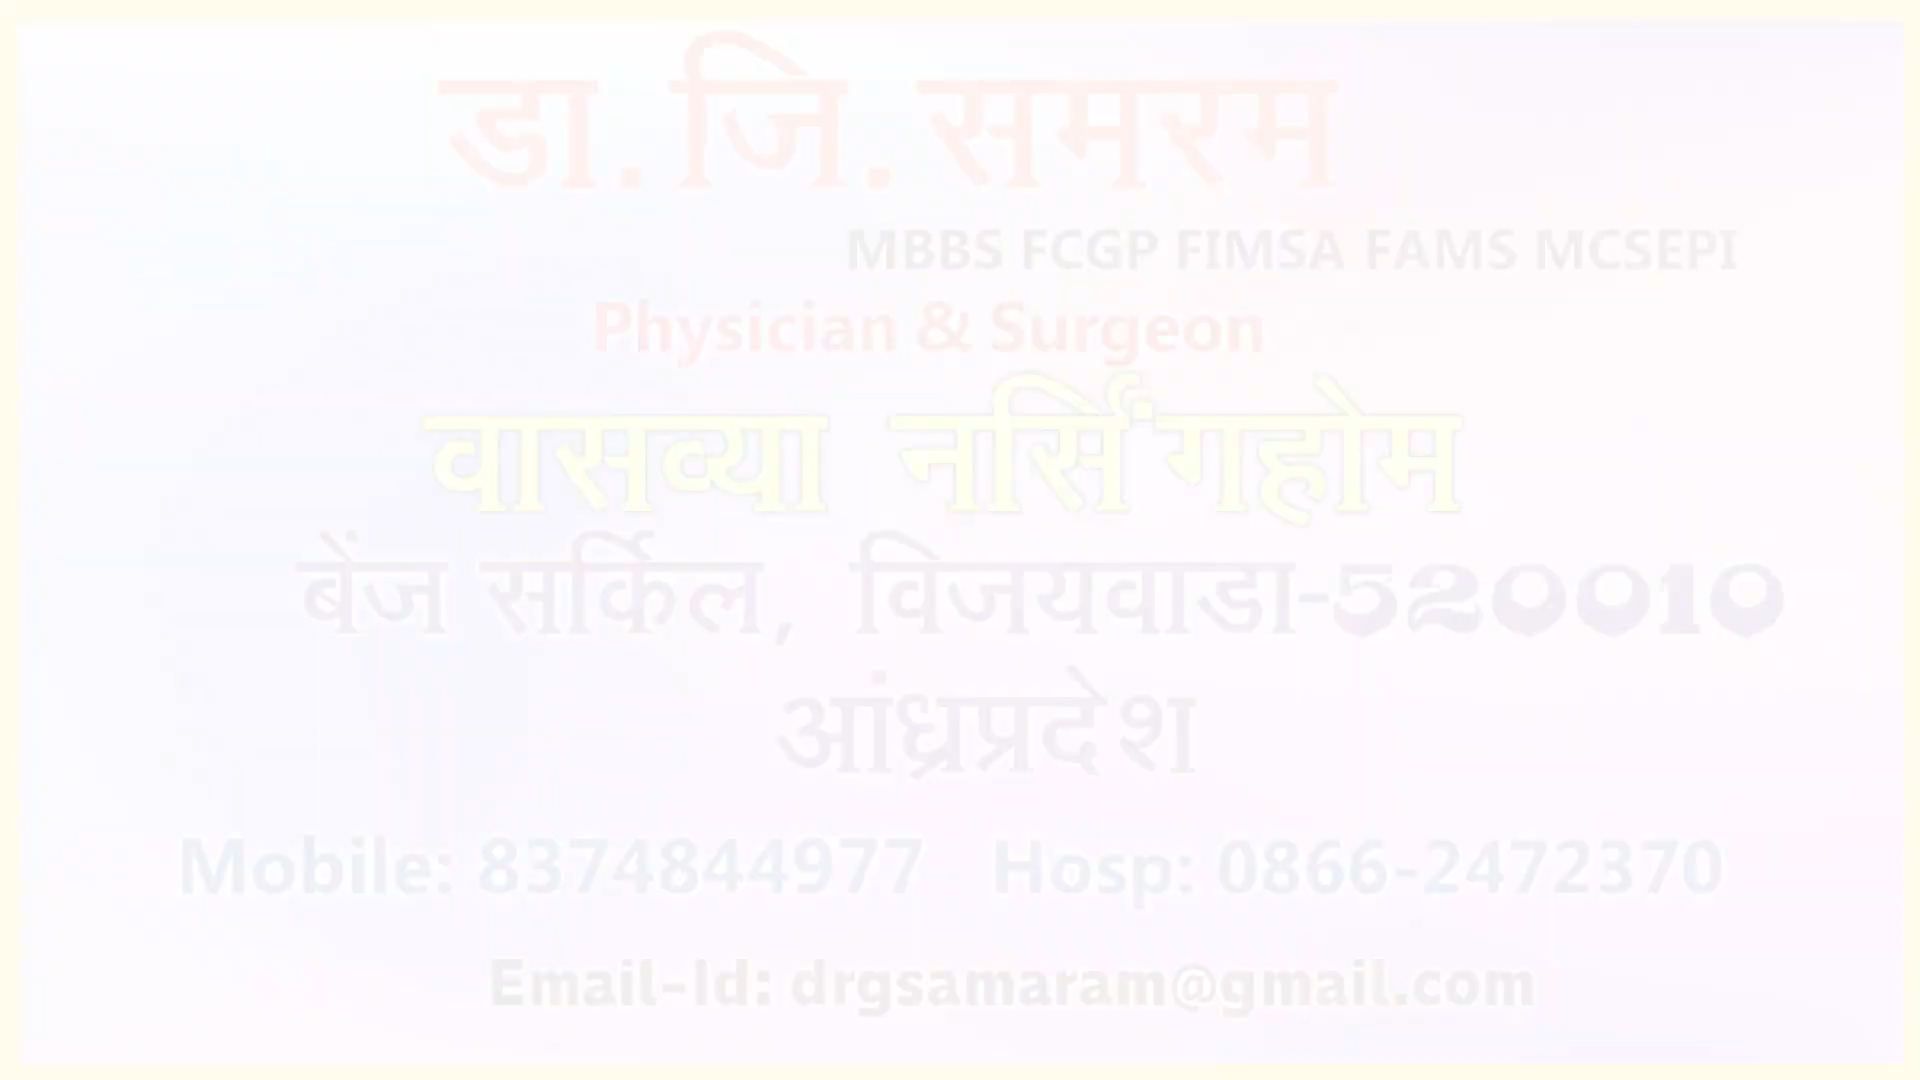 डा.जि.समरम
MBBS FCGP FIMSA FAMS MCSEPI
Physician & Surgeon
वास‍व्या नर्सिंगहोम
बेंज सर्किल, विजयवाडा-520010
आंध्रप्रदेश
Mobile: 8374844977 Hosp: 0866-2472370
Email-Id: drgsamaram@gmail.com